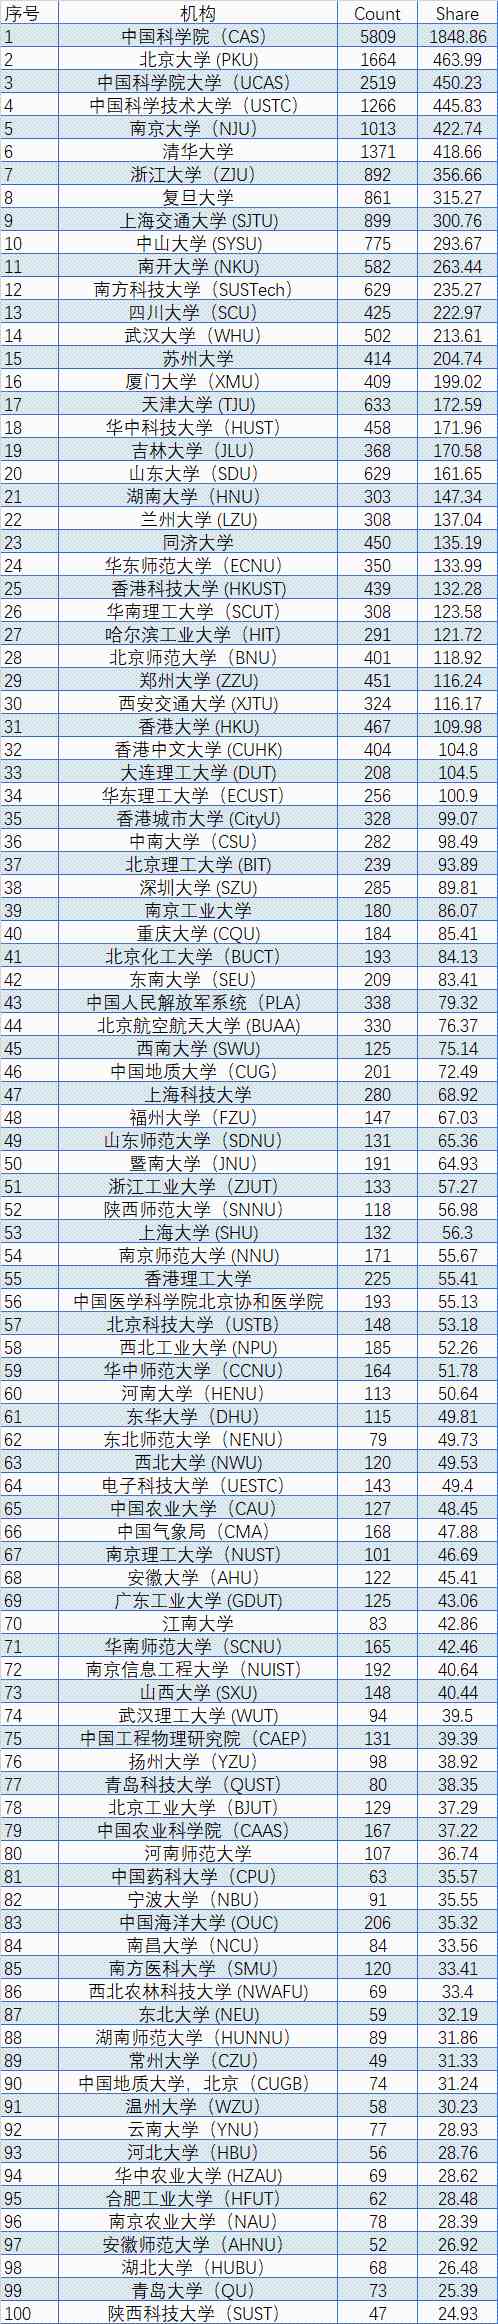 序号 机构 Count Share
1 中国科学院（CAS） 5809 1848.86
2 北京大学 (PKU) 1664 463.99
3 中国科学院大学（UCAS） 2519 450.23
4 中国科学技术大学（USTC） 1266 445.83
5 南京大学（NJU） 1013 422.74
6 清华大学 1371 418.66
7 浙江大学（ZJU） 892 356.66
8 复旦大学 861 315.27
9 上海交通大学 (SJTU) 899 300.76
10 中山大学 (SYSU) 775 293.67
11 南开大学 (NKU) 582 263.44
12 南方科技大学（SUSTech） 629 235.27
13 四川大学（SCU） 425 222.97
14 武汉大学（WHU） 502 213.61
15 苏州大学 414 204.74
16 厦门大学（XMU） 409 199.02
17 天津大学 (TJU) 633 172.59
18 华中科技大学（HUST） 458 171.96
19 吉林大学（JLU） 368 170.58
20 山东大学（SDU） 629 161.65
21 湖南大学（HNU） 303 147.34
22 兰州大学 (LZU) 308 137.04
23 同济大学 450 135.19
24 华东师范大学（ECNU） 350 133.99
25 香港科技大学 (HKUST) 439 132.28
26 华南理工大学（SCUT） 308 123.58
27 哈尔滨工业大学（HIT） 291 121.72
28 北京师范大学（BNU） 401 118.92
29 郑州大学 (ZZU) 451 116.24
30 西安交通大学（XJTU） 324 116.17
31 香港大学（HKU） 467 109.98
32 香港中文大学 (CUHK) 404 104.8
33 大连理工大学 (DUT) 208 104.5
34 华东理工大学（ECUST） 256 100.9
35 香港城市大学 (CityU) 328 99.07
36 中南大学（CSU） 282 98.49
37 北京理工大学 (BIT) 239 93.89
38 深圳大学 (SZU) 285 89.81
39 南京工业大学 180 86.07
40 重庆大学 (CQU) 184 85.41
41 北京化工大学（BUCT） 193 84.13
42 东南大学（SEU） 209 83.41
43 中国人民解放军系统（PLA） 338 79.32
44 北京航空航天大学 (BUAA) 330 76.37
45 西南大学（SWU） 125 75.14
46 中国地质大学（CUG） 201 72.49
47 上海科技大学 280 68.92
48 福州大学（FZU） 147 67.03
49 山东师范大学（SDNU） 131 65.36
50 暨南大学（JNU） 191 64.93
51 浙江工业大学（ZJUT） 133 57.27
52 陕西师范大学（SNNU） 118 56.98
53 上海大学 (SHU) 132 56.3
54 南京师范大学 (NNU) 171 55.67
55 香港理工大学 225 55.41
56 中国医学科学院北京协和医学院 193 55.13
57 北京科技大学（USTB） 148 53.18
58 西北工业大学 (NPU) 185 52.26
59 华中师范大学（CCNU） 164 51.78
60 河南大学（HENU） 113 50.64
61 东华大学（DHU） 115 49.81
62 东北师范大学（NENU） 79 49.73
63 西北大学（NWU） 120 49.53
64 电子科技大学（UESTC） 143 49.4
65 中国农业大学（CAU） 127 48.45
66 中国气象局（CMA） 168 47.88
67 南京理工大学（NUST） 101 46.69
68 安徽大学（AHU） 122 45.41
69 广东工业大学 (GDUT) 125 43.06
70 江南大学 83 42.86
71 华南师范大学（SCNU） 165 42.46
72 南京信息工程大学（NUIST） 192 40.64
73 山西大学 (SXU) 148 40.44
74 武汉理工大学 (WUT) 94 39.5
75 中国工程物理研究院（CAEP） 131 39.39
76 扬州大学（YZU） 98 38.92
77 青岛科技大学（QUST） 80 38.35
78 北京工业大学（BJUT） 129 37.29
79 中国农业科学院（CAAS） 167 37.22
80 河南师范大学 107 36.74
81 中国药科大学（CPU） 63 35.57
82 宁波大学（NBU） 91 35.55
83 中国海洋大学 (OUC) 206 35.32
84 南昌大学（NCU） 84 33.56
85 南方医科大学（SMU） 120 33.41
86 西北农林科技大学 (NWAFU) 69 33.4
87 东北大学（NEU） 59 32.19
88 湖南师范大学（HUNNU） 89 31.86
89 常州大学（CZU） 49 31.33
90 中国地质大学，北京（CUGB） 74 31.24
91 温州大学（WZU） 58 30.23
92 云南大学（YNU） 77 28.93
93 河北大学（HBU） 56 28.76
94 华中农业大学 (HZAU) 69 28.62
95 合肥工业大学（HFUT） 62 28.48
96 南京农业大学（NAU） 78 28.39
97 安徽师范大学（AHNU） 52 26.92
98 湖北大学（HUBU） 68 26.48
99 青岛大学（QU） 73 25.39
100 陕西科技大学（SUST） 47 24.93